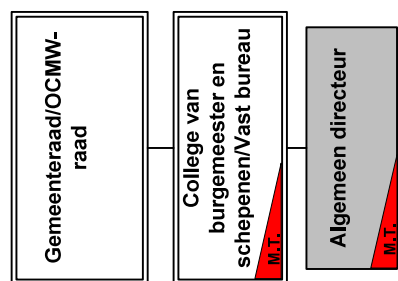 Gemeenteraad/OCMW-
raad
College van
burgemeester en
schepenen/Vast bureau
M.T.
Algemeen directeur
M.T.